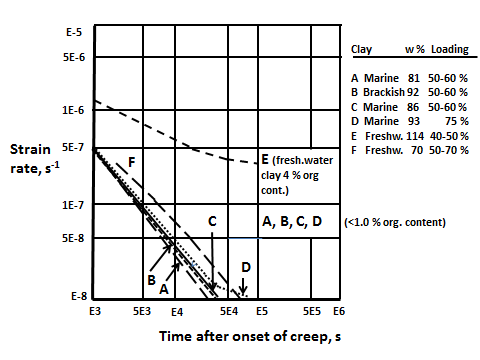 E-5
5E-6
1E-6
5E-7
1E-7
5E-8
E-8
Strain
rate, s-1
E3 5E3 E4 5E4 E5 5E5 E6
Time after onset of creep, s
F
E (fresh.water
clay 4 % org
cont.)
C
A, B, C, D
(<1.0 % org. content)
B
A
D
Clay w % Loading
A Marine 81 50-60 %
B Brackish 92 50-60 %
C Marine 86 50-60 %
D Marine 93 75 %
E Freshw. 114 40-50 %
F Freshw. 70 50-70 %